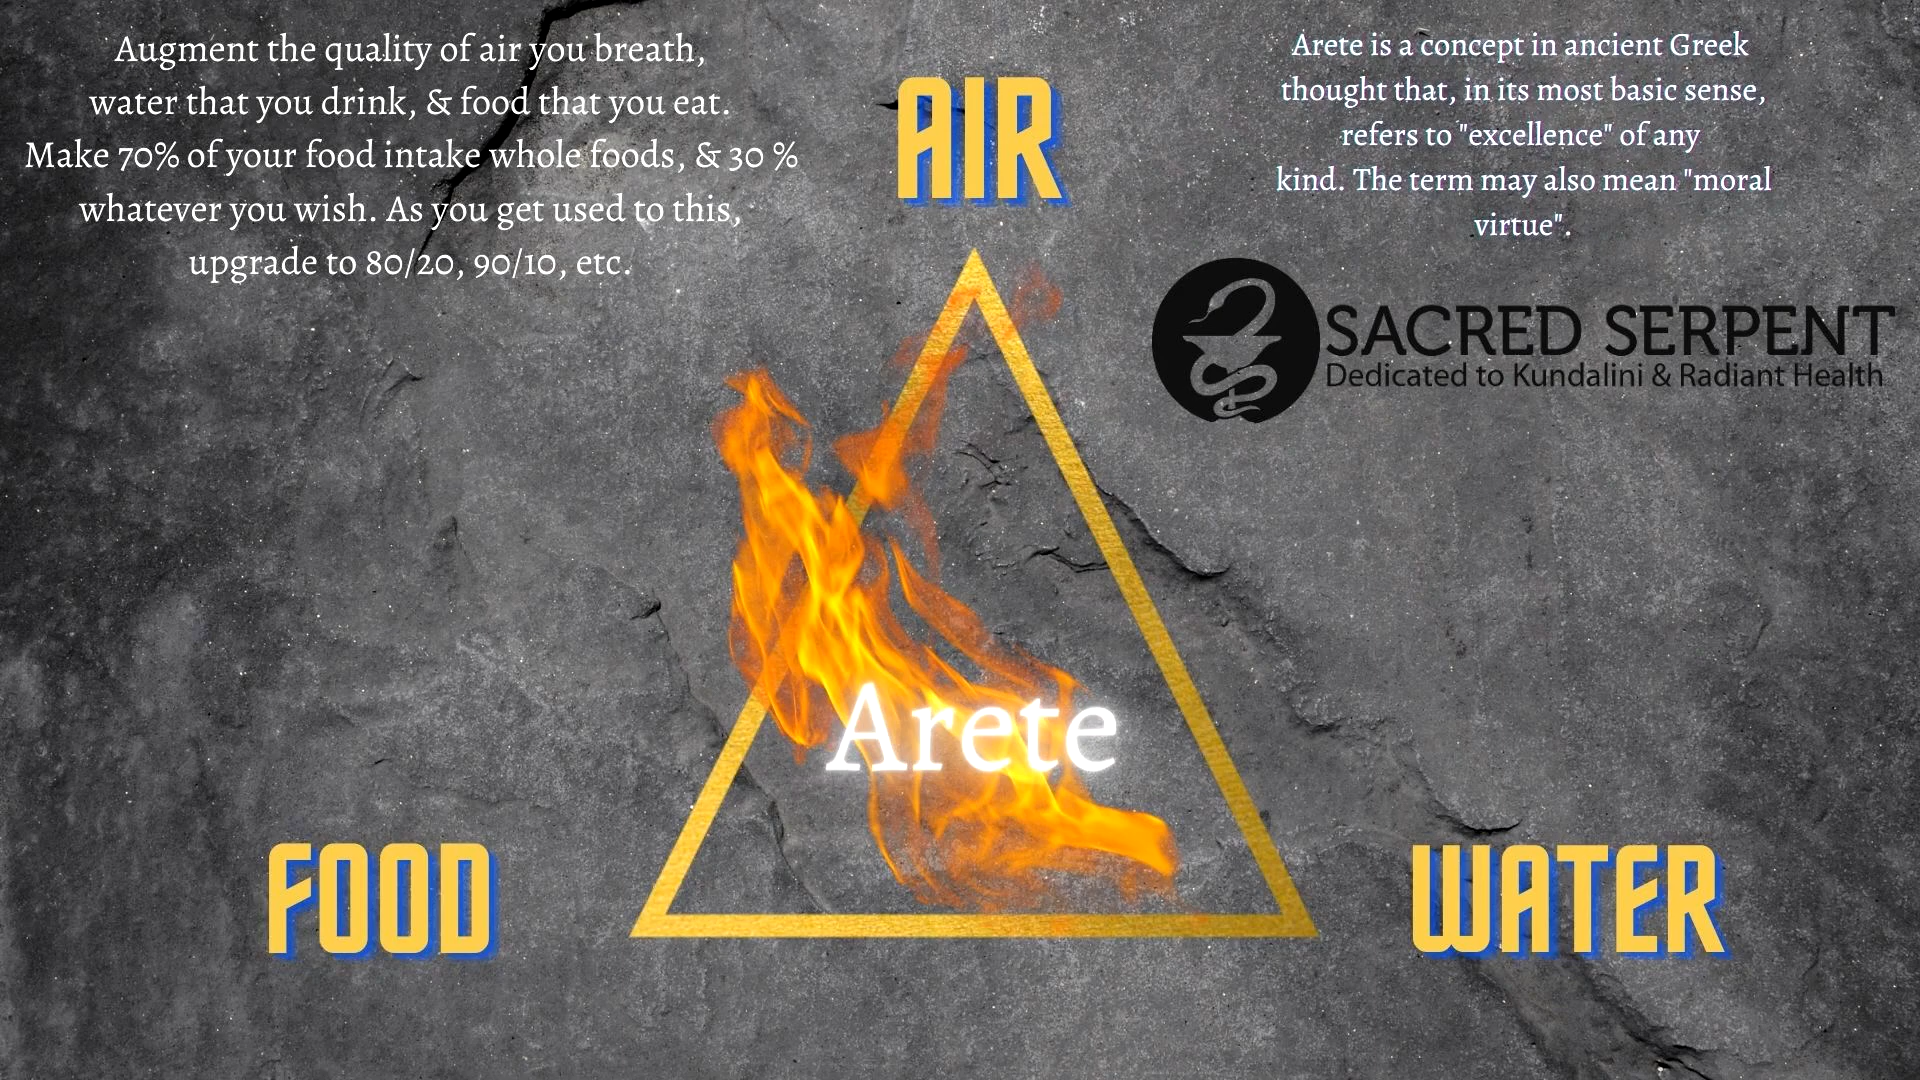 Augment the quality of air you breath,
water that you drink, & food that you eat.
Make 70% of your food intake whole foods, & 30 %
whatever you wish. As you get used to this,
upgrade to 80/20, 90/10, etc.
AIR
Arete is a concept in ancient Greek
thought that, in its most basic sense,
refers to "excellence" of any
kind. The term may also mean "moral
virtue".
SACRED SERPENT
Dedicated to Kundalini & Radiant Health
Arete
FOOD
WATER